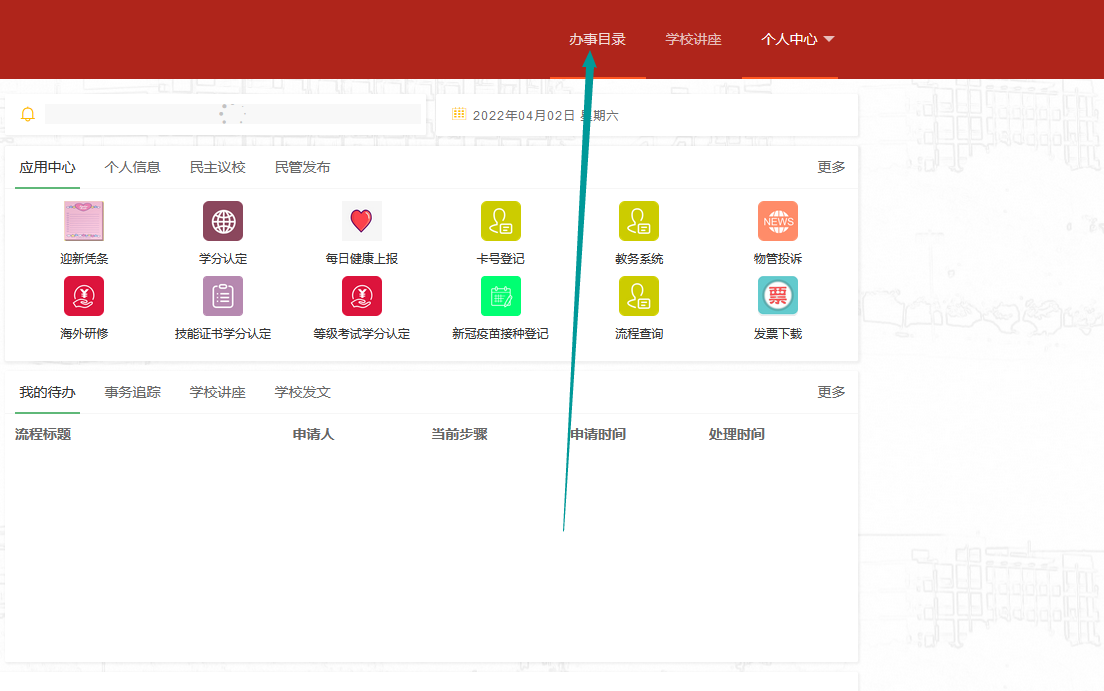 办事目录 学校讲座 个人中心
2022年04月02日 星期六
应用中心 个人信息 民主议校 民管发布 更多
NEWS
迎新凭条 学分认定 每日健康上报 卡号登记 教务系统 物管投诉
票
海外研修 技能证书学分认定 等级考试学分认定 新冠疫苗接种登记 流程查询 发票下载
我的待办 事务追踪 学校讲座 学校发文 更多
流程标题 申请人 当前步骤 申请时间 处理时间